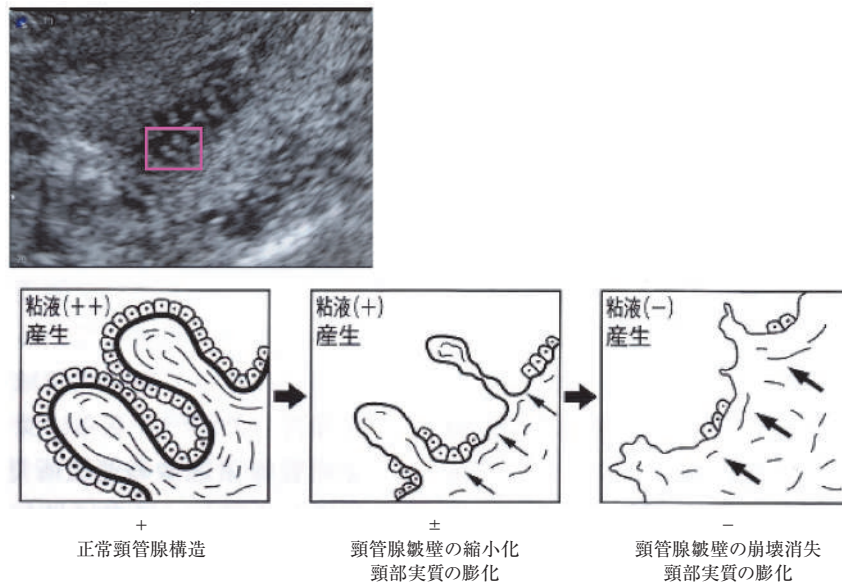 粘液(++)
産生
粘液(+)
産生
粘液(-)
産生
+
正常頸管腺構造
±
頸管腺皺壁の縮小化
頸部実質の膨化
−
頸管腺皺壁の崩壊消失
頸部実質の膨化